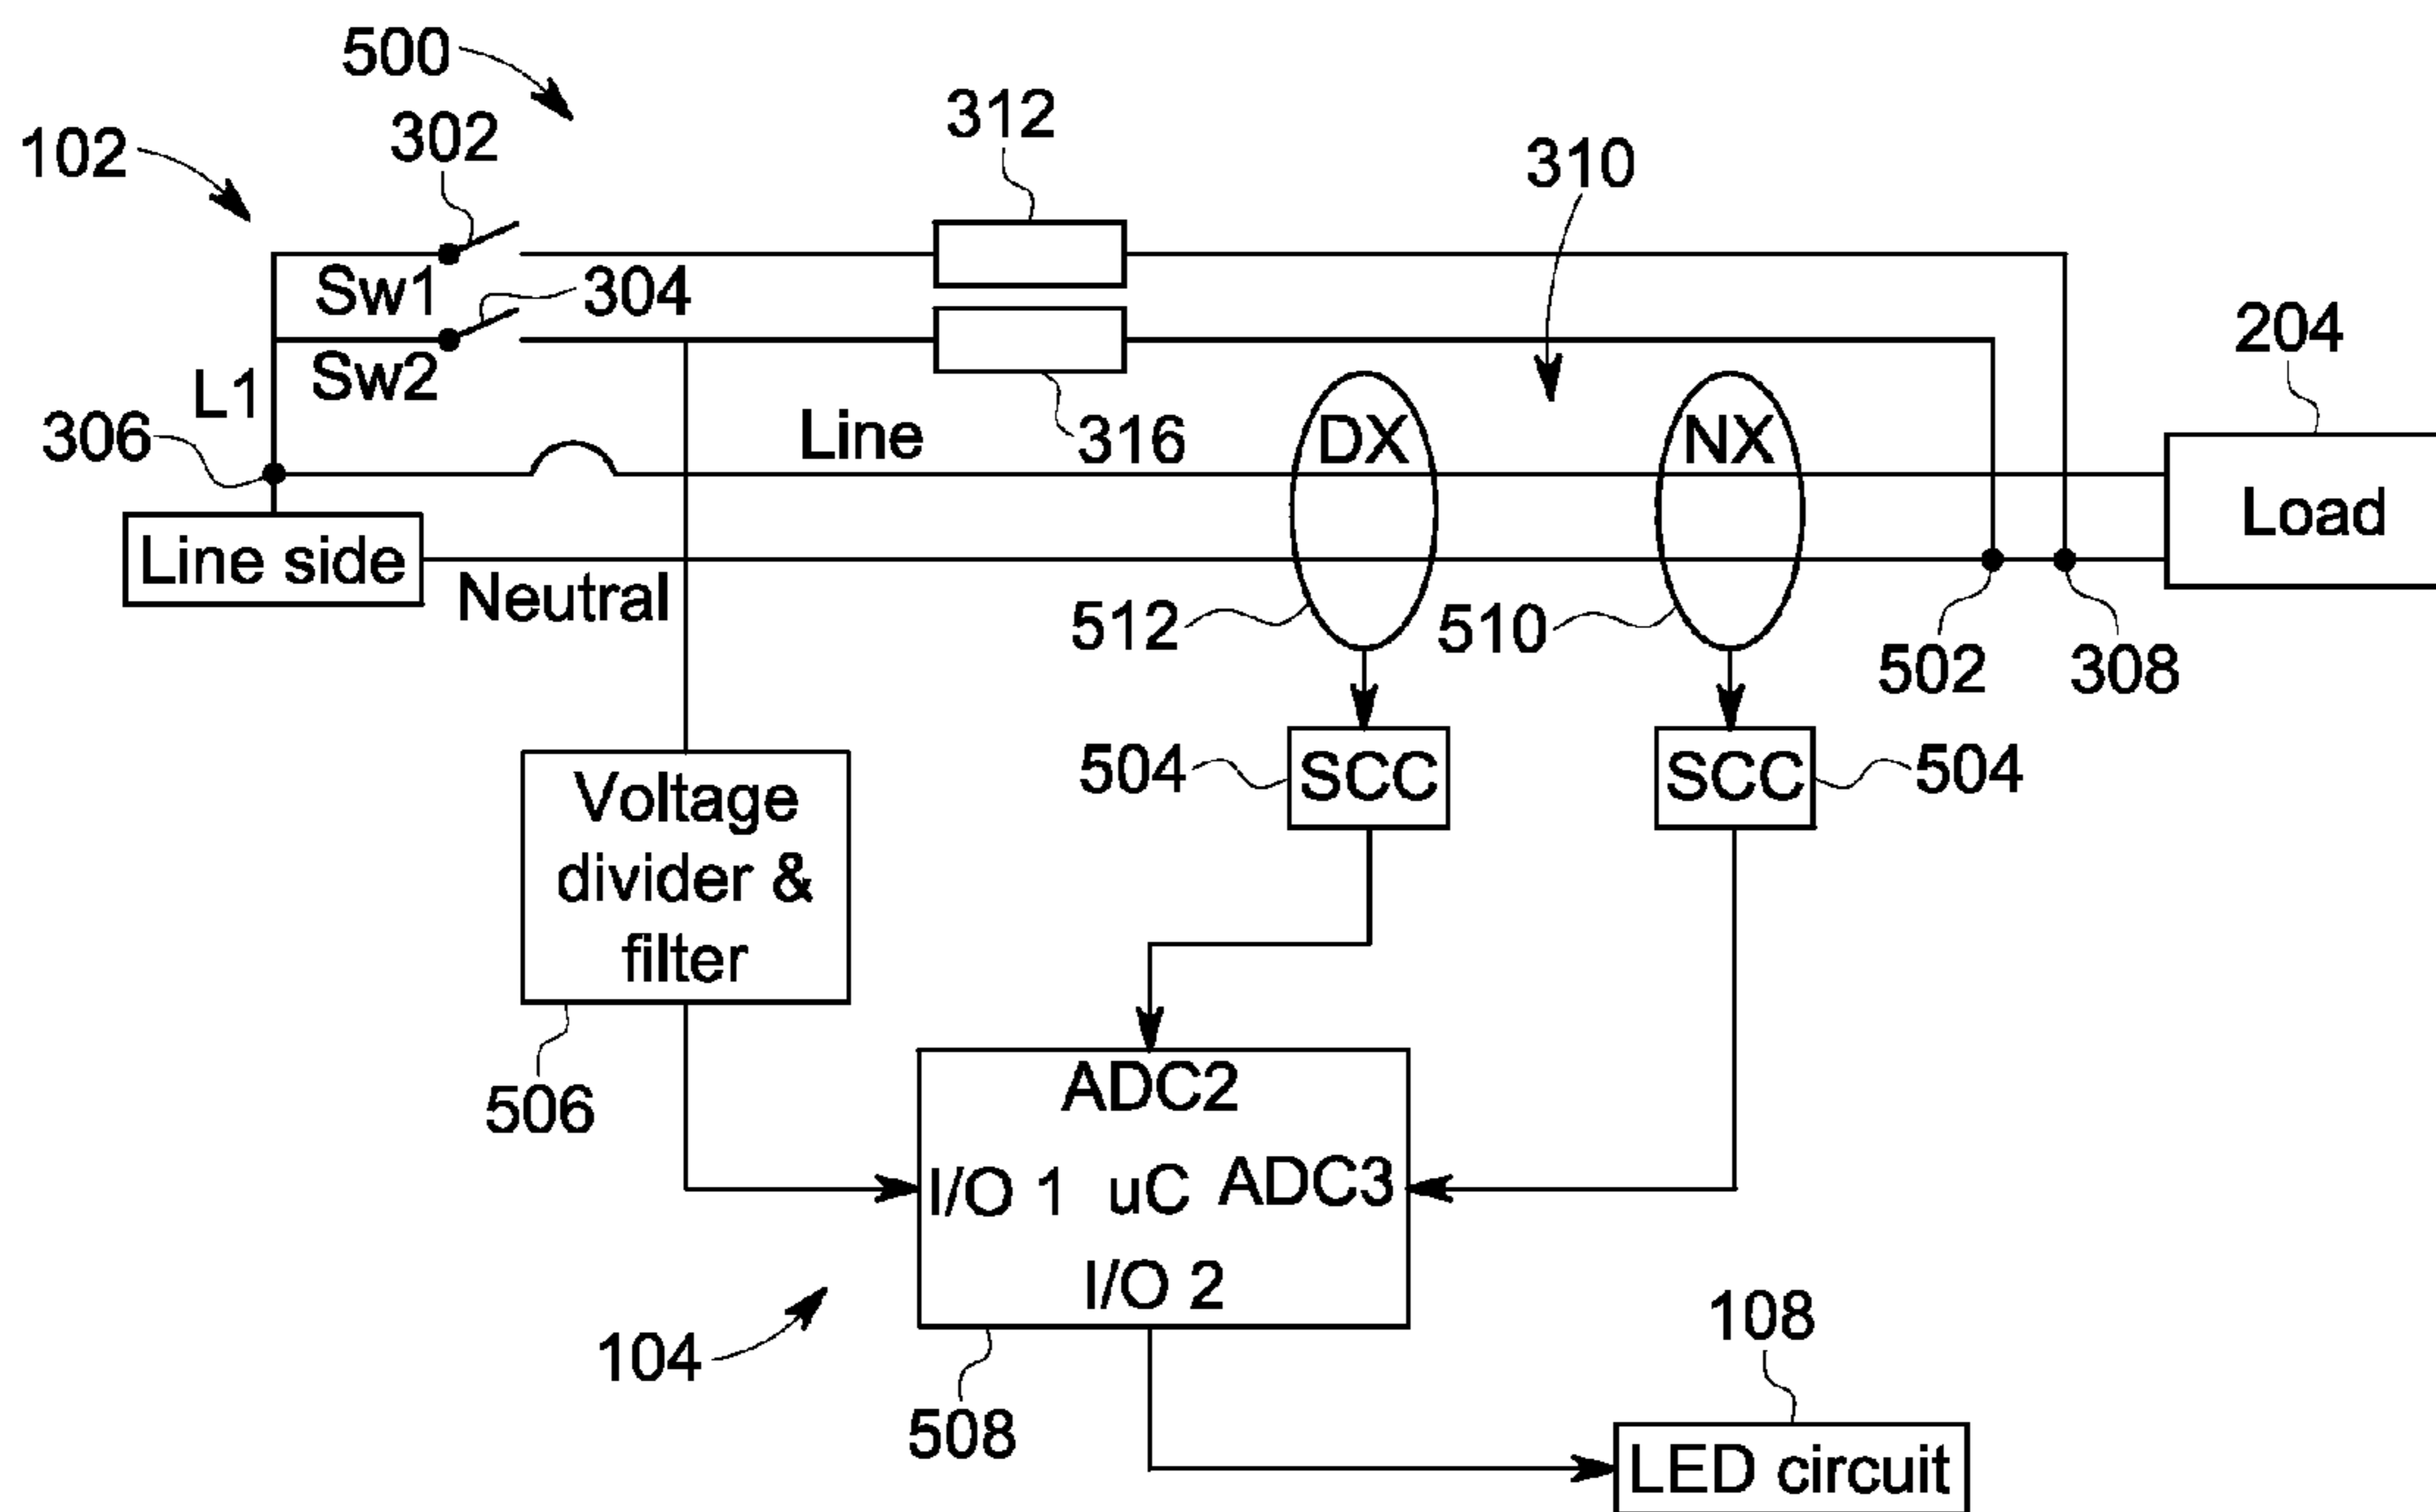 500
312
302
102
310
Sw1
304
204
Sw2
L1
306
Line
316
DX
NX
Load
Line side
Neutral
512
510
502
308
504
SCC
SCC
504
Voltage
divider &
filter
506
ADC2
I/O 1 uC ADC3
I/O 2
104
108
508
LED circuit